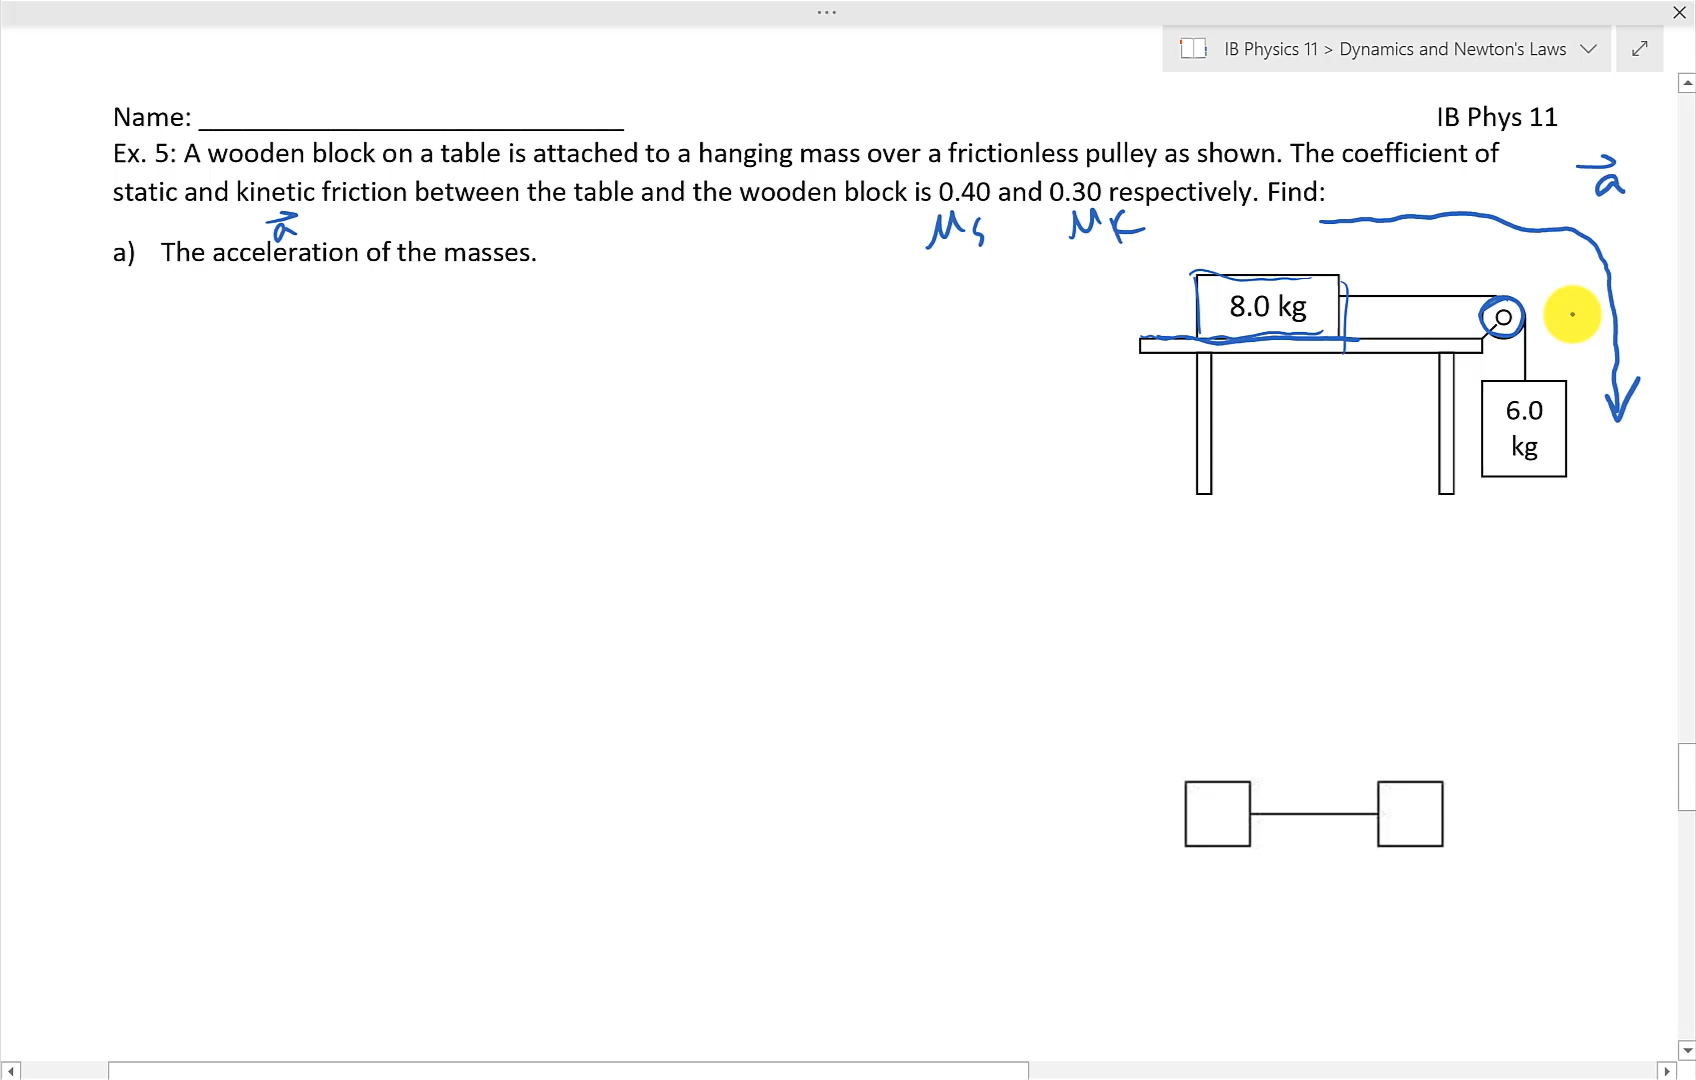 IB Physics 11 > Dynamics and Newton's Laws
Name: ______________________________ IB Phys 11
Ex. 5: A wooden block on a table is attached to a hanging mass over a frictionless pulley as shown. The coefficient of
static and kinetic friction between the table and the wooden block is 0.40 and 0.30 respectively. Find:
a
a
μs μK
a) The acceleration of the masses.
8.0 kg
6.0
kg